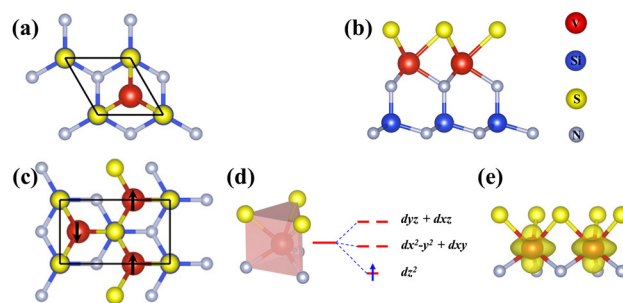 (a)
(b)
V
Si
S
N
(c)
(d)
dyz + dxz
dx²-y² + dxy
dz²
(e)